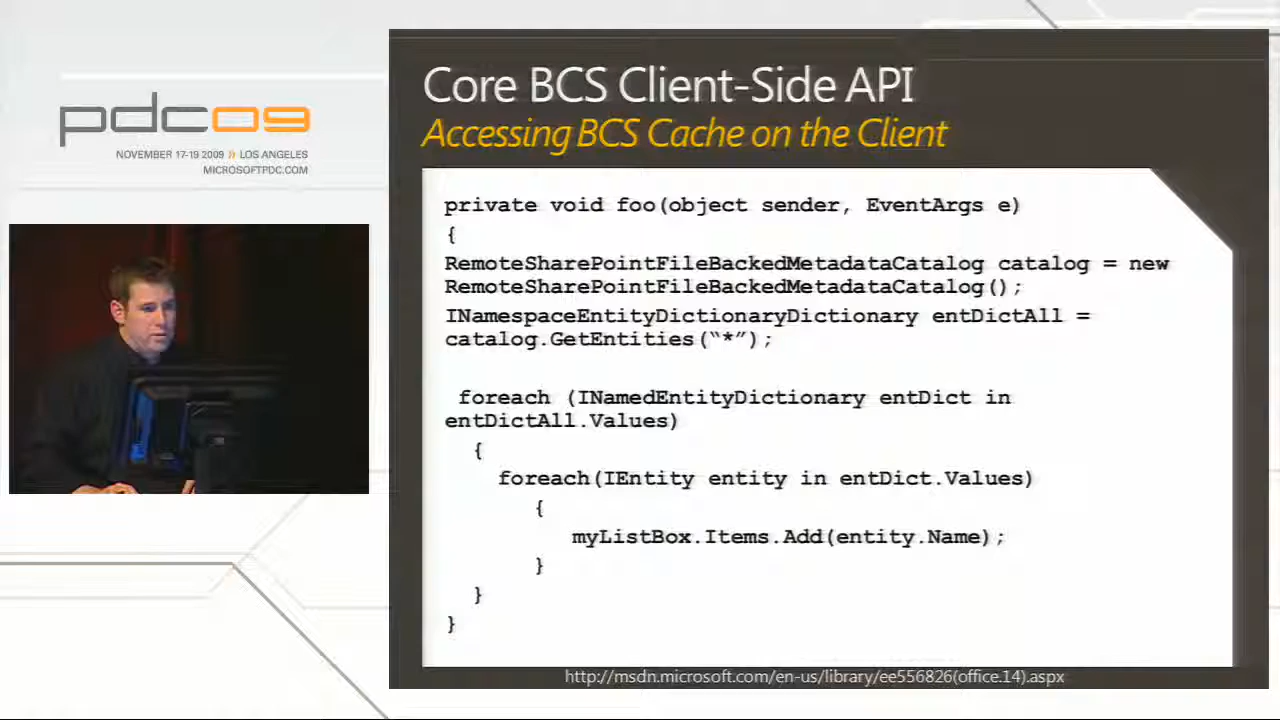 pdc09
NOVEMBER 17-19 2009 » LOS ANGELES
MICROSOFTPDC.COM
Core BCS Client-Side API
Accessing BCS Cache on the Client
private void foo(object sender, EventArgs e)
{
RemoteSharePointFileBackedMetadataCatalog catalog = new
RemoteSharePointFileBackedMetadataCatalog();
INamespaceEntityDictionaryDictionary entDictAll =
catalog.GetEntities(“*”);
foreach (INamedEntityDictionary entDict in
entDictAll.Values)
{
foreach(IEntity entity in entDict.Values)
{
myListBox.Items.Add(entity.Name);
}
}
}
http://msdn.microsoft.com/en-us/library/ee556826(office.14).aspx